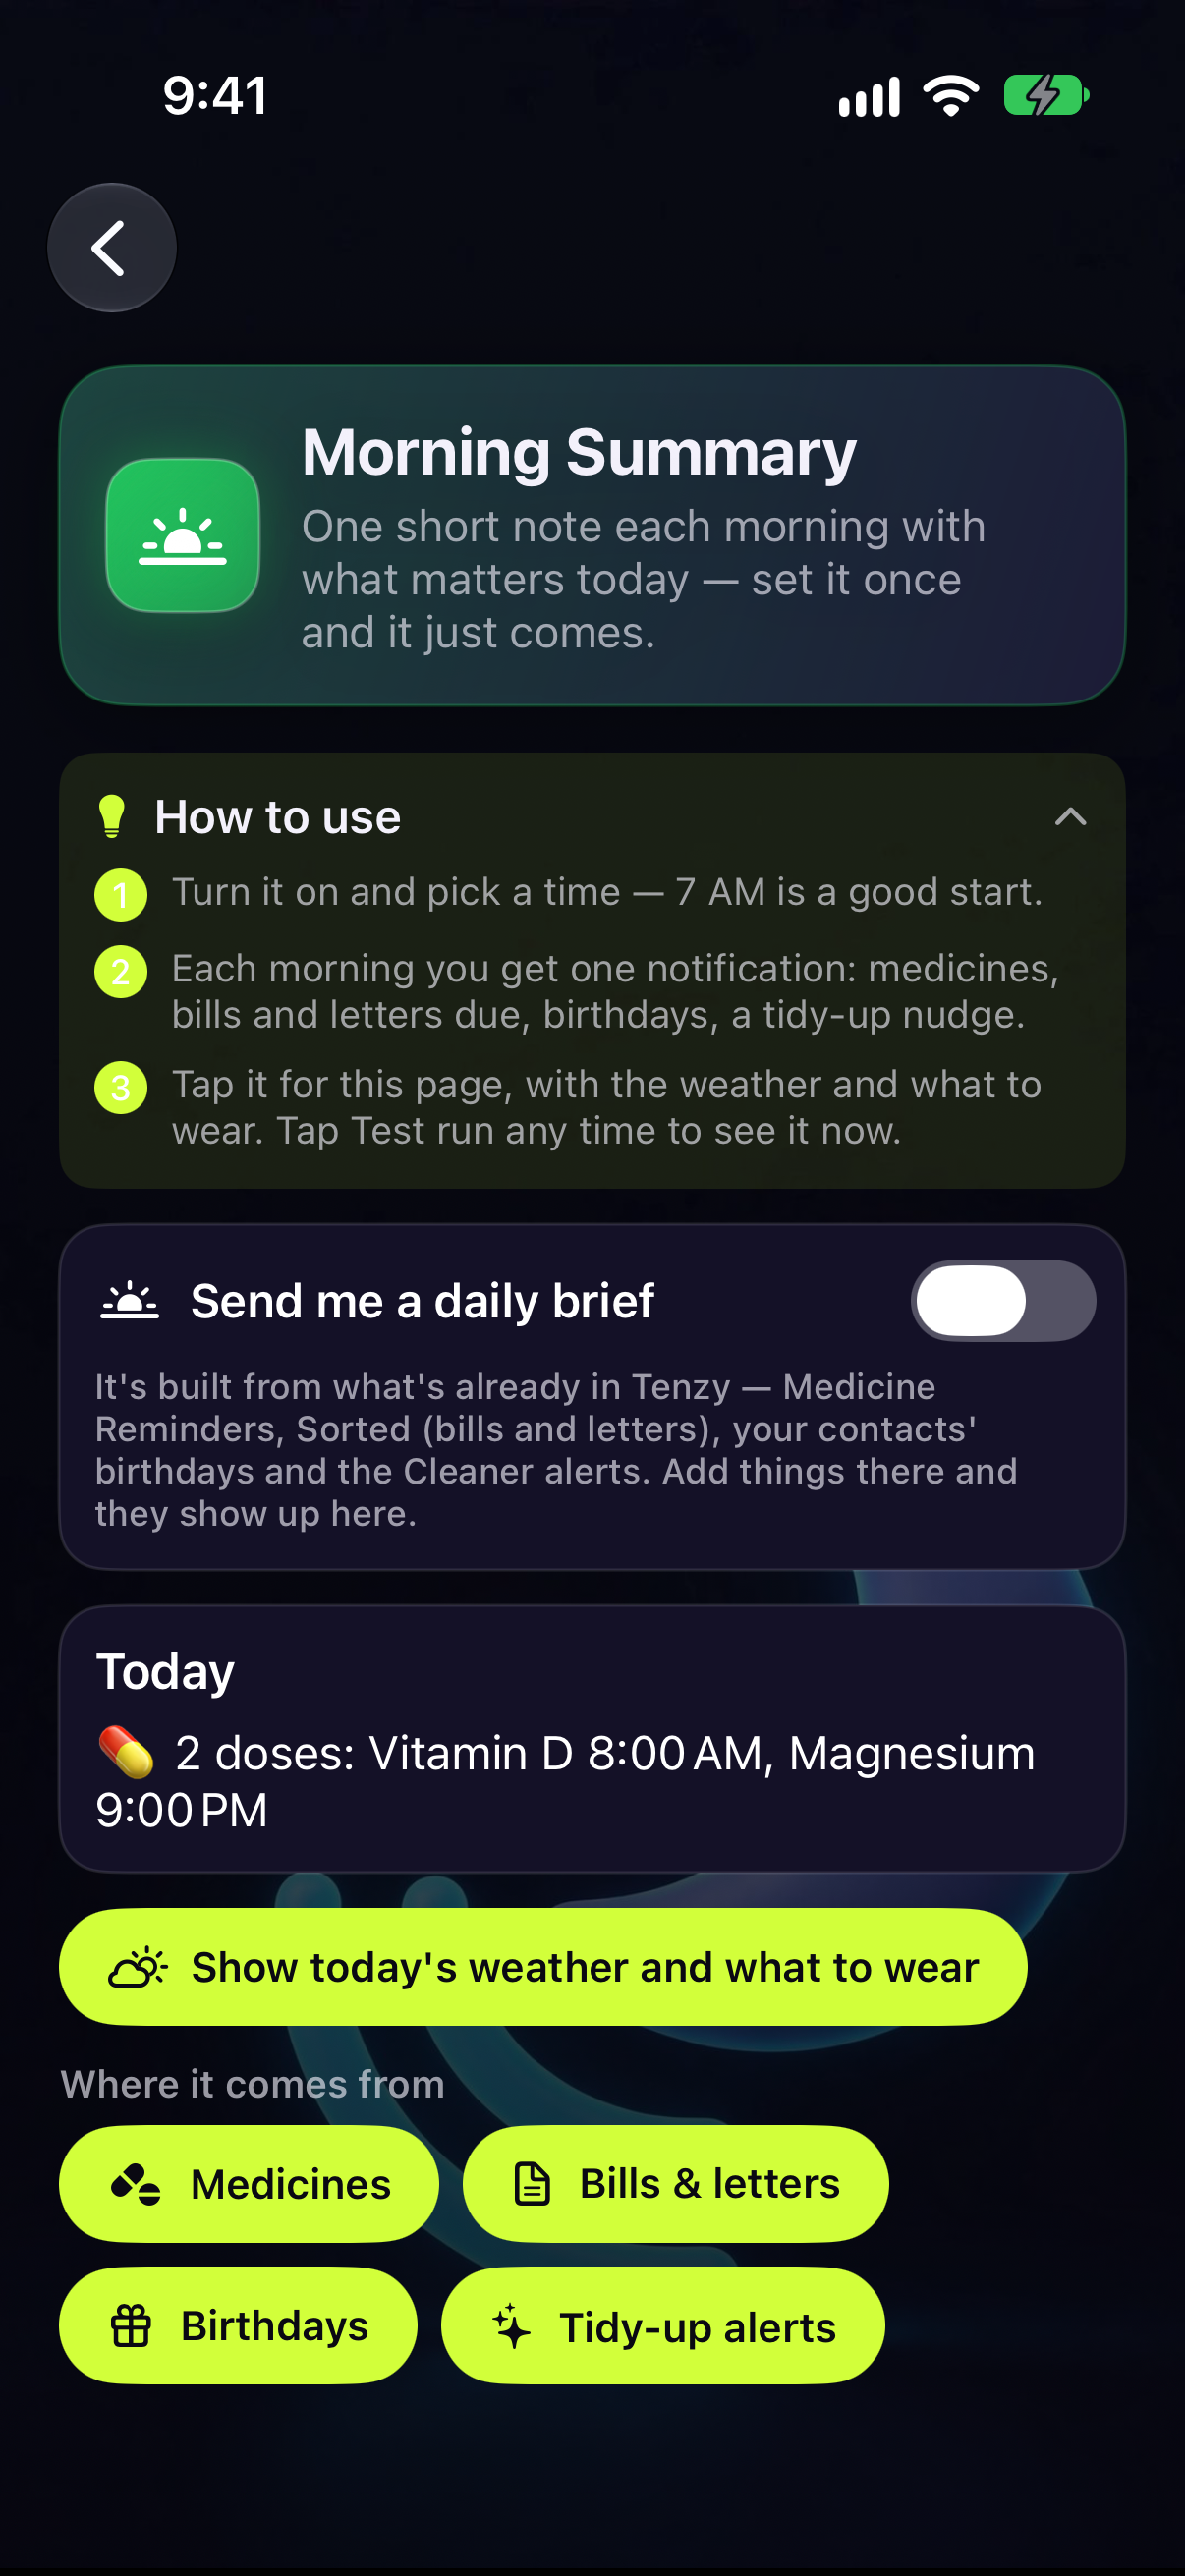 9:41
Morning Summary
One short note each morning with
what matters today — set it once
and it just comes.
How to use
1 Turn it on and pick a time — 7 AM is a good start.
2 Each morning you get one notification: medicines,
bills and letters due, birthdays, a tidy-up nudge.
3 Tap it for this page, with the weather and what to
wear. Tap Test run any time to see it now.
Send me a daily brief
It's built from what's already in Tenzy — Medicine
Reminders, Sorted (bills and letters), your contacts'
birthdays and the Cleaner alerts. Add things there and
they show up here.
Today
💊 2 doses: Vitamin D 8:00 AM, Magnesium
9:00 PM
Show today's weather and what to wear
Where it comes from
Medicines
Bills & letters
Birthdays
Tidy-up alerts